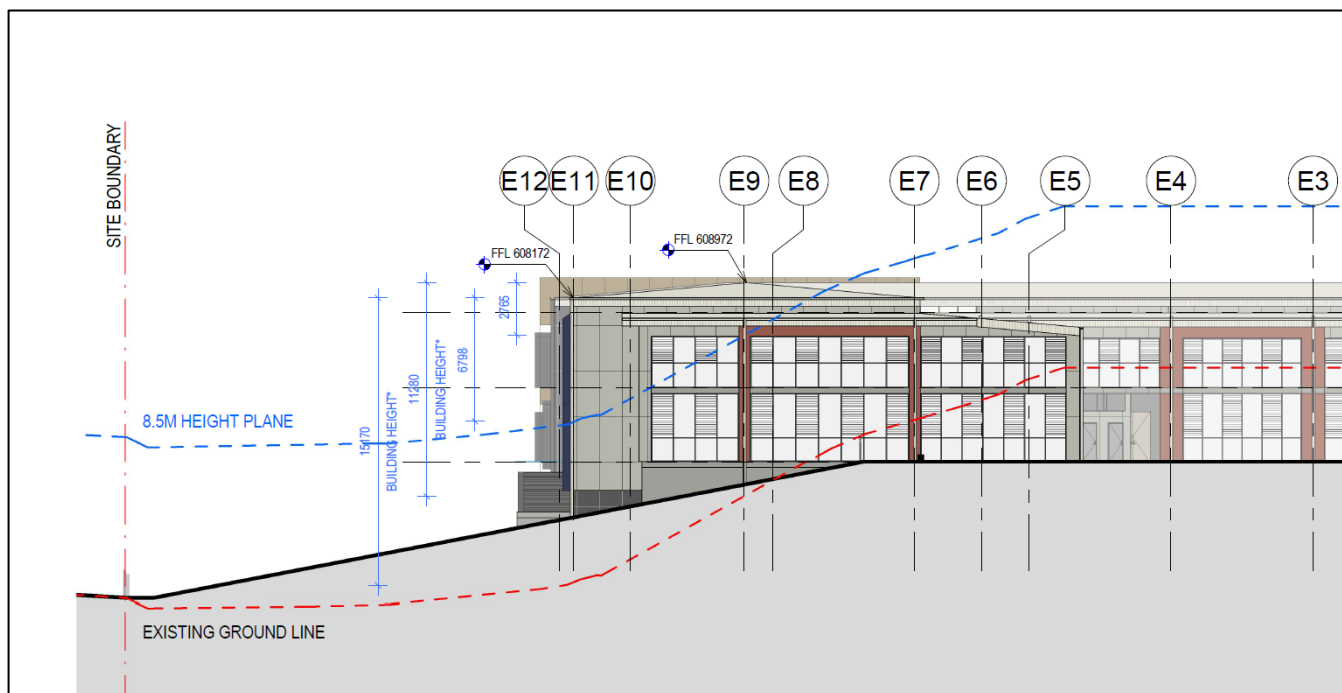 SITE BOUNDARY
E12
E11
E10
E9
E8
E7
E6
E5
E4
E3
FFL 608172
FFL 608972
2765
6798
11280
BUILDING HEIGHT*
15170
BUILDING HEIGHT*
8.5M HEIGHT PLANE
EXISTING GROUND LINE